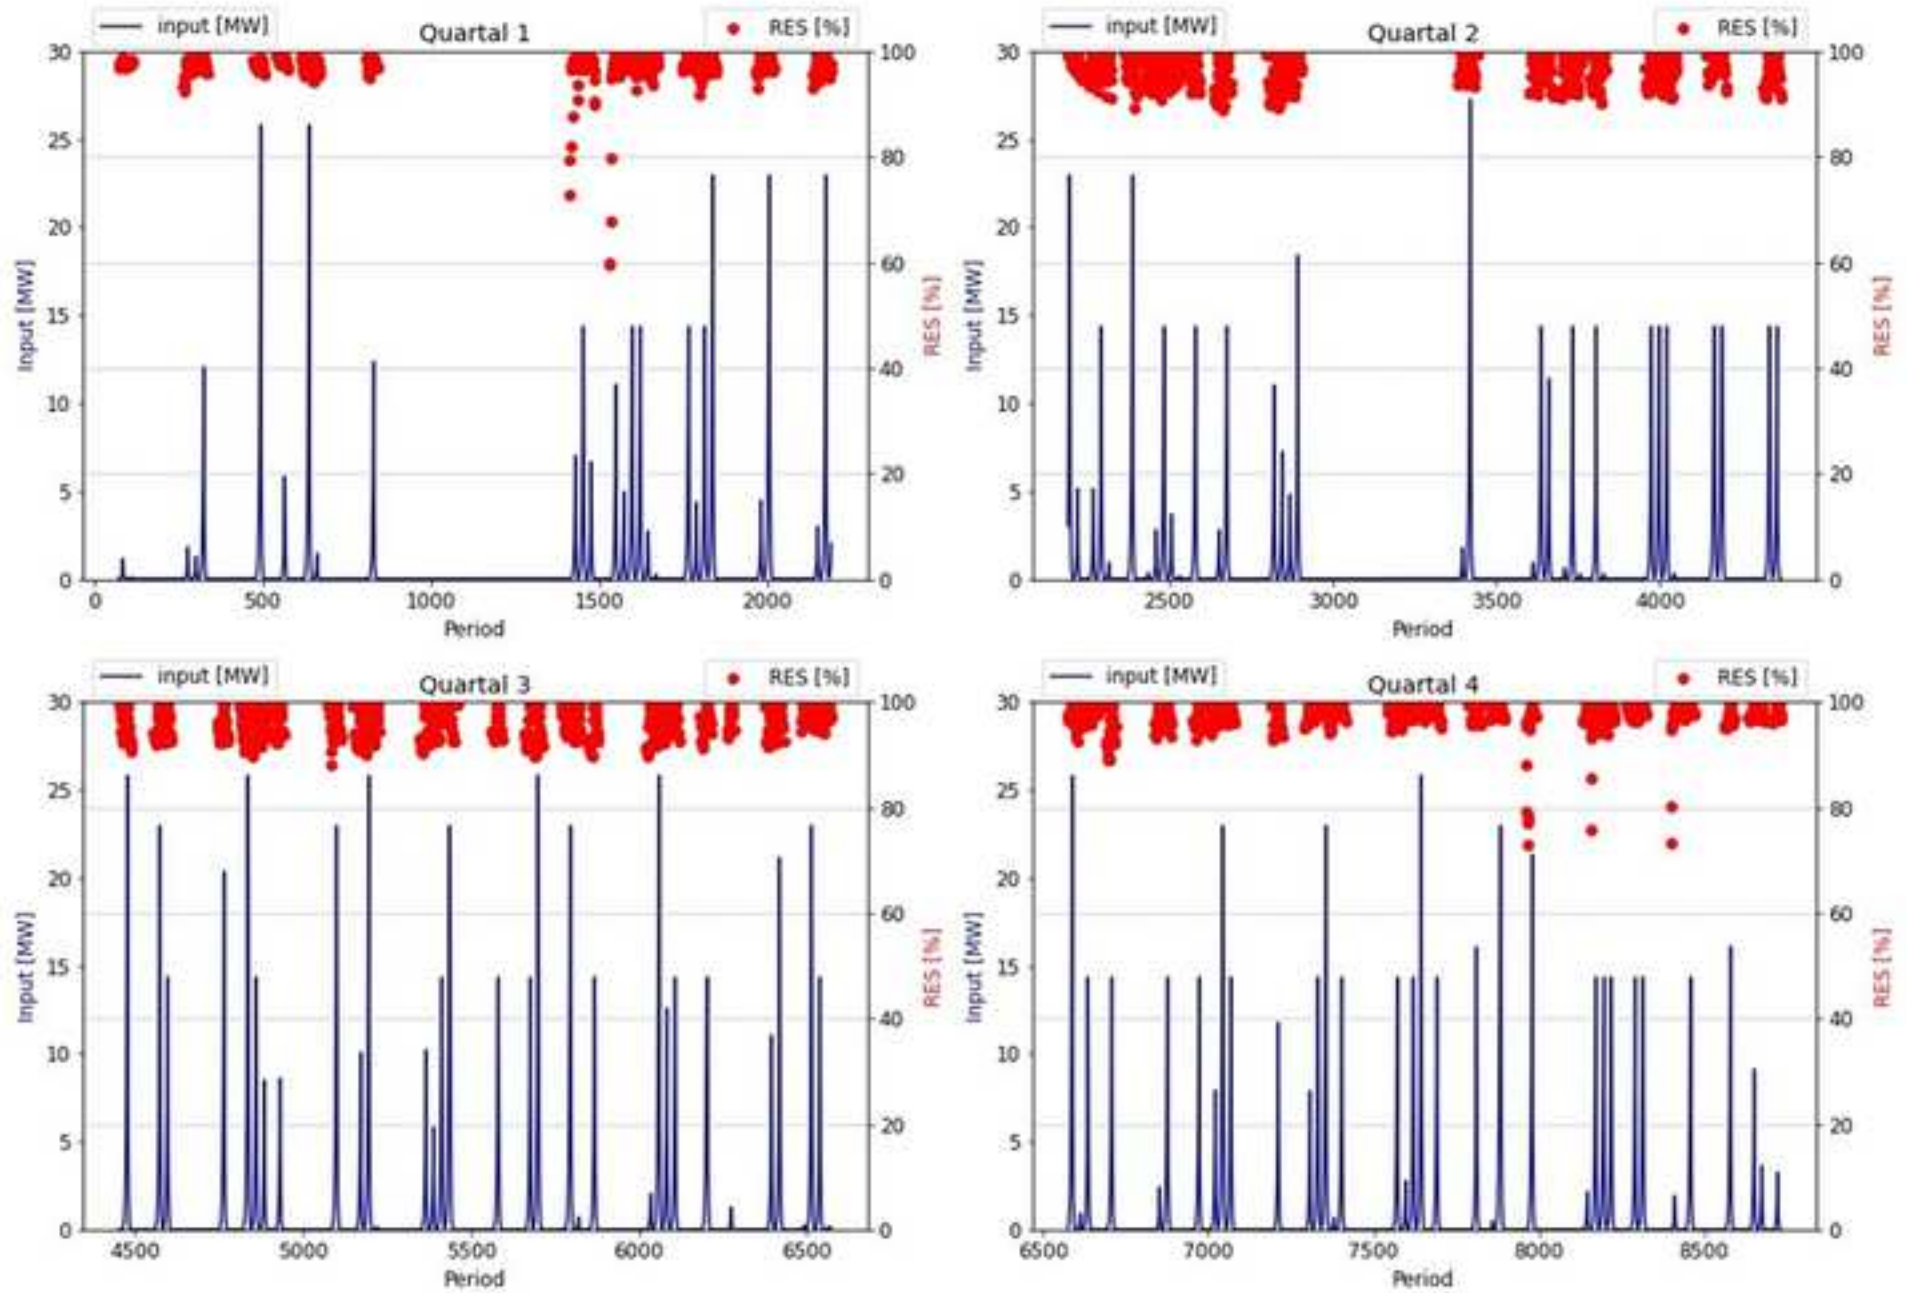 input [MW]
Quartal 1
RES [%]
30
25
20
15
10
5
0
100
80
60
40
20
0
Input [MW]
RES [%]
0
500
1000
1500
2000
Period
input [MW]
Quartal 2
RES [%]
30
25
20
15
10
5
0
100
80
60
40
20
0
Input [MW]
RES [%]
2500
3000
3500
4000
Period
input [MW]
Quartal 3
RES [%]
30
25
20
15
10
5
0
100
80
60
40
20
0
Input [MW]
RES [%]
4500
5000
5500
6000
6500
Period
input [MW]
Quartal 4
RES [%]
30
25
20
15
10
5
0
100
80
60
40
20
0
Input [MW]
RES [%]
6500
7000
7500
8000
8500
Period